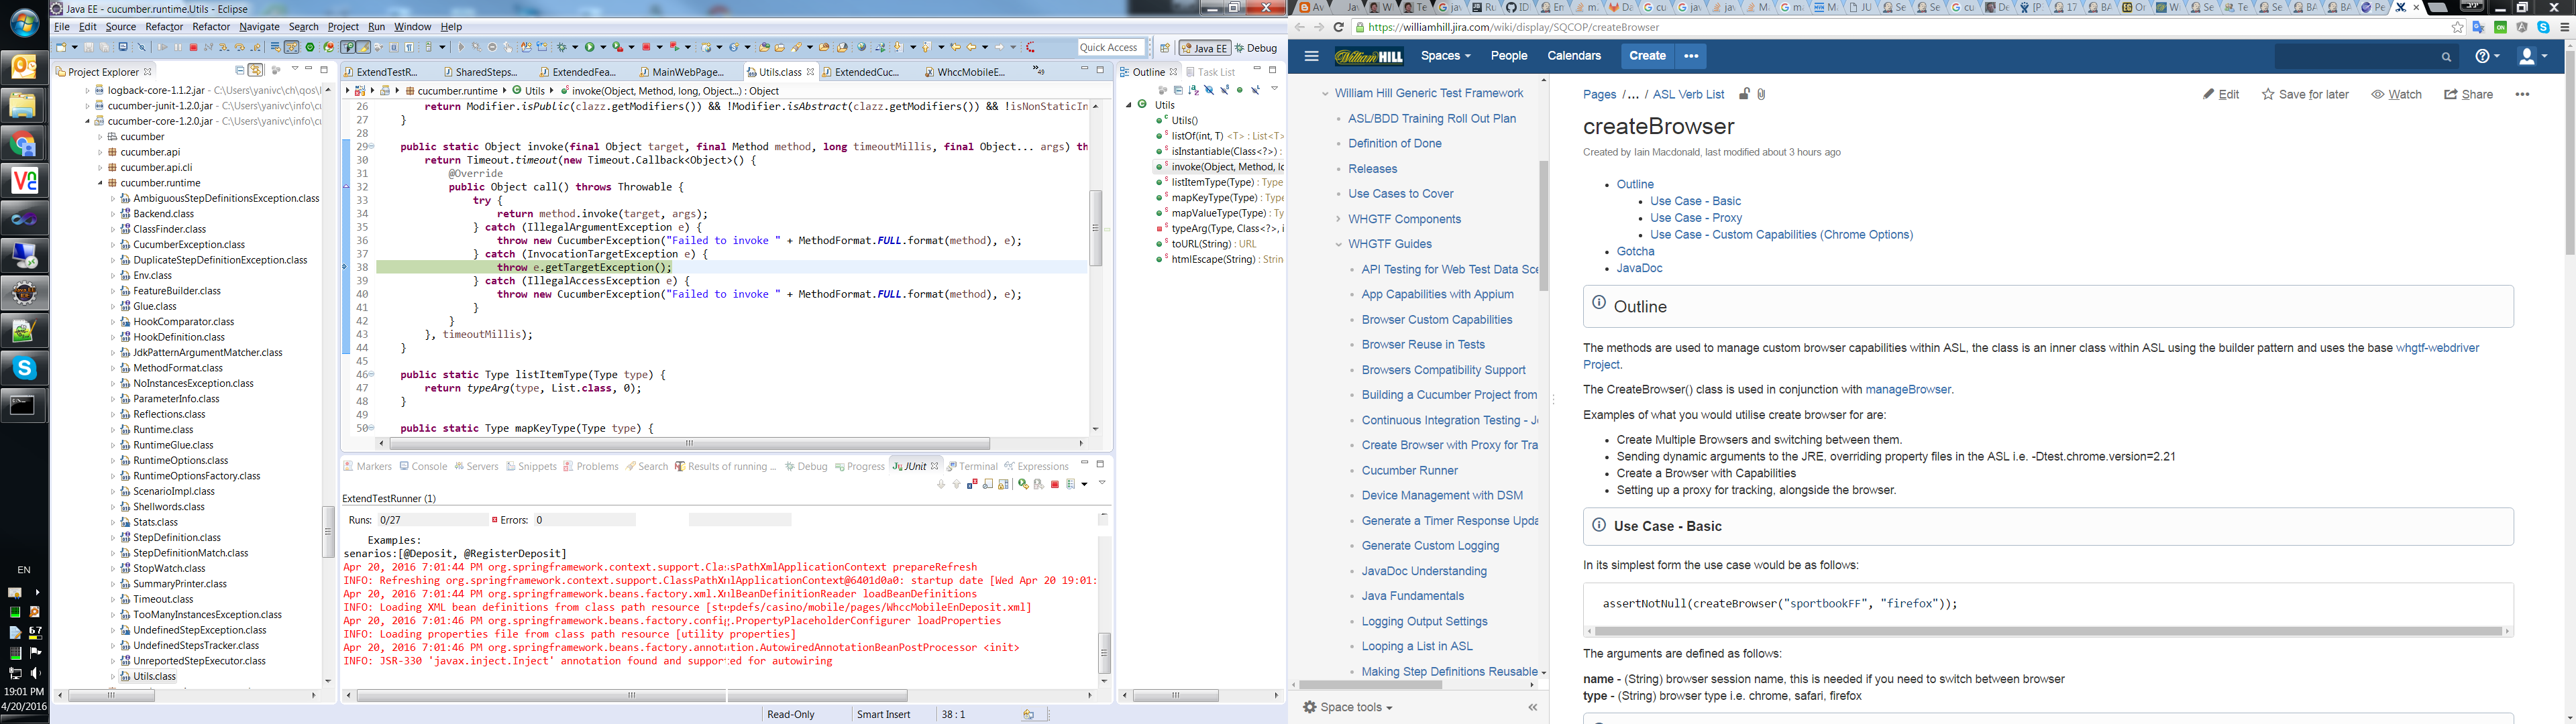 Java EE - cucumber.runtime.Utils - Eclipse
File Edit Source Refactor Refactor Navigate Search Project Run Window Help
Quick Access
Java EE
Debug
Project Explorer
logback-core-1.1.2.jar - C:\Users\yanivc\ch\qos\l
cucumber-junit-1.2.0.jar - C:\Users\yanivc\info\cu
cucumber-core-1.2.0.jar - C:\Users\yanivc\info\cu
cucumber
cucumber.api
cucumber.api.cli
cucumber.runtime
AmbiguousStepDefinitionsException.class
Backend.class
ClassFinder.class
CucumberException.class
DuplicateStepDefinitionException.class
Env.class
FeatureBuilder.class
Glue.class
HookComparator.class
HookDefinition.class
JdkPatternArgumentMatcher.class
MethodFormat.class
NoInstancesException.class
ParameterInfo.class
Reflections.class
Runtime.class
RuntimeGlue.class
RuntimeOptions.class
RuntimeOptionsFactory.class
ScenarioImpl.class
Shellwords.class
Stats.class
StepDefinition.class
StepDefinitionMatch.class
StopWatch.class
SummaryPrinter.class
Timeout.class
TooManyInstancesException.class
UndefinedStepException.class
UndefinedStepsTracker.class
UnreportedStepExecutor.class
Utils.class
EN
67
19:01 PM
4/20/2016
ExtendTestR... SharedSteps... ExtendedFea... MainWebPage... Utils.class ExtendedCuc... WhccMobileE... 49
cucumber.runtime Utils invoke(Object, Method, long, Object...) : Object
26 return Modifier.isPublic(clazz.getModifiers()) && !Modifier.isAbstract(clazz.getModifiers()) && !isNonStaticIn
27 }
28
29 public static Object invoke(final Object target, final Method method, long timeoutMillis, final Object... args) th
30 return Timeout.timeout(new Timeout.Callback<Object>() {
31 @Override
32 public Object call() throws Throwable {
33 try {
34 return method.invoke(target, args);
35 } catch (IllegalArgumentException e) {
36 throw new CucumberException("Failed to invoke " + MethodFormat.FULL.format(method), e);
37 } catch (InvocationTargetException e) {
38 throw e.getTargetException();
39 } catch (IllegalAccessException e) {
40 throw new CucumberException("Failed to invoke " + MethodFormat.FULL.format(method), e);
41 }
42 }
43 }, timeoutMillis);
44 }
45
46 public static Type listItemType(Type type) {
47 return typeArg(type, List.class, 0);
48 }
49
50 public static Type mapKeyType(Type type) {
Markers Console Servers Snippets Problems Search Results of running ... Debug Progress JUnit Terminal Expressions
ExtendTestRunner (1)
Runs: 0/27 Errors: 0
Examples:
senarios:[@Deposit, @RegisterDeposit]
Apr 20, 2016 7:01:44 PM org.springframework.context.support.ClassPathXmlApplicationContext prepareRefresh
INFO: Refreshing org.springframework.context.support.ClassPathXmlApplicationContext@6401d0a0: startup date [Wed Apr 20 19:01:
Apr 20, 2016 7:01:44 PM org.springframework.beans.factory.xml.XmlBeanDefinitionReader loadBeanDefinitions
INFO: Loading XML bean definitions from class path resource [stepdefs/casino/mobile/pages/WhccMobileEnDeposit.xml]
Apr 20, 2016 7:01:46 PM org.springframework.beans.factory.config.PropertyPlaceholderConfigurer loadProperties
INFO: Loading properties file from class path resource [utility properties]
Apr 20, 2016 7:01:46 PM org.springframework.beans.factory.annotation.AutowiredAnnotationBeanPostProcessor <init>
INFO: JSR-330 'javax.inject.Inject' annotation found and supported for autowiring
Read-Only Smart Insert 38 : 1
Outline Task List
Utils
Utils()
listOf(int, T) <T> : List<T>
isInstantiable(Class<?>) :
invoke(Object, Method, lo
listItemType(Type) : Type
mapKeyType(Type) : Type
mapValueType(Type) : Ty
typeArg(Type, Class<?>, i
toURL(String) : URL
htmlEscape(String) : Strin
https://williamhill.jira.com/wiki/display/SQCOP/createBrowser
William HILL Spaces People Calendars Create •••
William Hill Generic Test Framework
ASL/BDD Training Roll Out Plan
Definition of Done
Releases
Use Cases to Cover
WHGTF Components
WHGTF Guides
API Testing for Web Test Data Sce
App Capabilities with Appium
Browser Custom Capabilities
Browser Reuse in Tests
Browsers Compatibility Support
Building a Cucumber Project from
Continuous Integration Testing - Je
Create Browser with Proxy for Tra
Cucumber Runner
Device Management with DSM
Generate a Timer Response Upda
Generate Custom Logging
JavaDoc Understanding
Java Fundamentals
Logging Output Settings
Looping a List in ASL
Making Step Definitions Reusable
Space tools
Pages /... / ASL Verb List
Edit Save for later Watch Share •••
createBrowser
Created by Iain Macdonald, last modified about 3 hours ago
Outline
Use Case - Basic
Use Case - Proxy
Use Case - Custom Capabilities (Chrome Options)
Gotcha
JavaDoc
Outline
The methods are used to manage custom browser capabilities within ASL, the class is an inner class within ASL using the builder pattern and uses the base whgtf-webdriver
Project.
The CreateBrowser() class is used in conjunction with manageBrowser.
Examples of what you would utilise create browser for are:
Create Multiple Browsers and switching between them.
Sending dynamic arguments to the JRE, overriding property files in the ASL i.e. -Dtest.chrome.version=2.21
Create a Browser with Capabilities
Setting up a proxy for tracking, alongside the browser.
Use Case - Basic
In its simplest form the use case would be as follows:
assertNotNull(createBrowser("sportbookFF", "firefox"));
The arguments are defined as follows:
name - (String) browser session name, this is needed if you need to switch between browser
type - (String) browser type i.e. chrome, safari, firefox